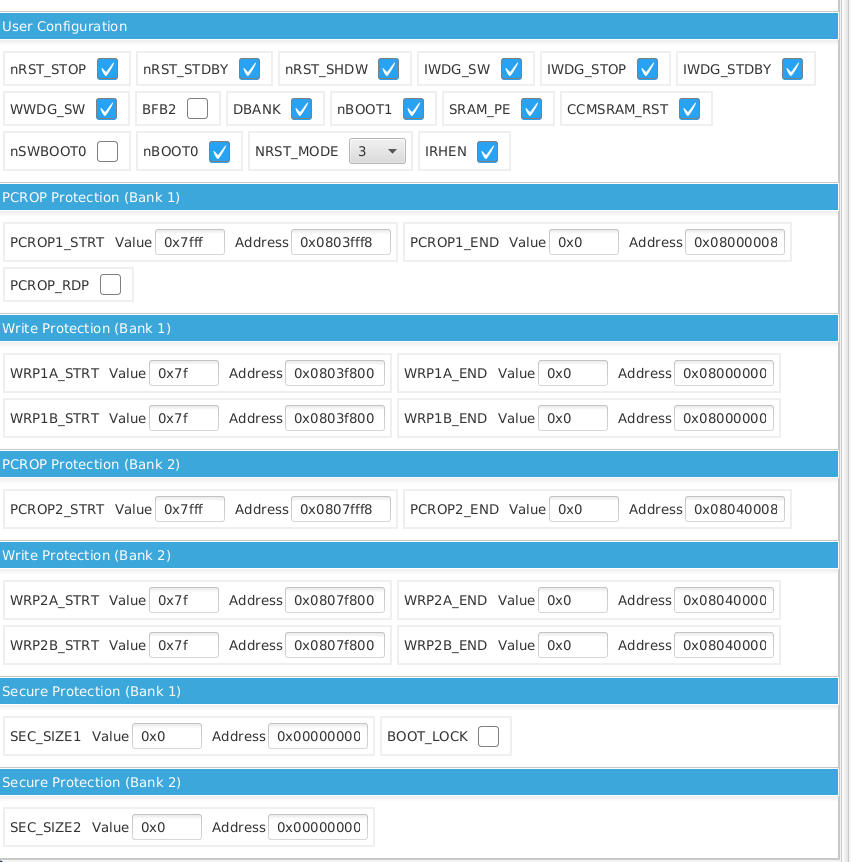 User Configuration
nRST_STOP nRST_STDBY nRST_SHDW IWDG_SW IWDG_STOP IWDG_STDBY
WWDG_SW BFB2 DBANK nBOOT1 SRAM_PE CCMSRAM_RST
nSWBOOT0 nBOOT0 NRST_MODE 3 IRHEN
PCROP Protection (Bank 1)
PCROP1_STRT Value 0x7fff Address 0x0803fff8 PCROP1_END Value 0x0 Address 0x08000008
PCROP_RDP
Write Protection (Bank 1)
WRP1A_STRT Value 0x7f Address 0x0803f800 WRP1A_END Value 0x0 Address 0x08000000
WRP1B_STRT Value 0x7f Address 0x0803f800 WRP1B_END Value 0x0 Address 0x08000000
PCROP Protection (Bank 2)
PCROP2_STRT Value 0x7fff Address 0x0807fff8 PCROP2_END Value 0x0 Address 0x08040008
Write Protection (Bank 2)
WRP2A_STRT Value 0x7f Address 0x0807f800 WRP2A_END Value 0x0 Address 0x08040000
WRP2B_STRT Value 0x7f Address 0x0807f800 WRP2B_END Value 0x0 Address 0x08040000
Secure Protection (Bank 1)
SEC_SIZE1 Value 0x0 Address 0x00000000 BOOT_LOCK
Secure Protection (Bank 2)
SEC_SIZE2 Value 0x0 Address 0x00000000